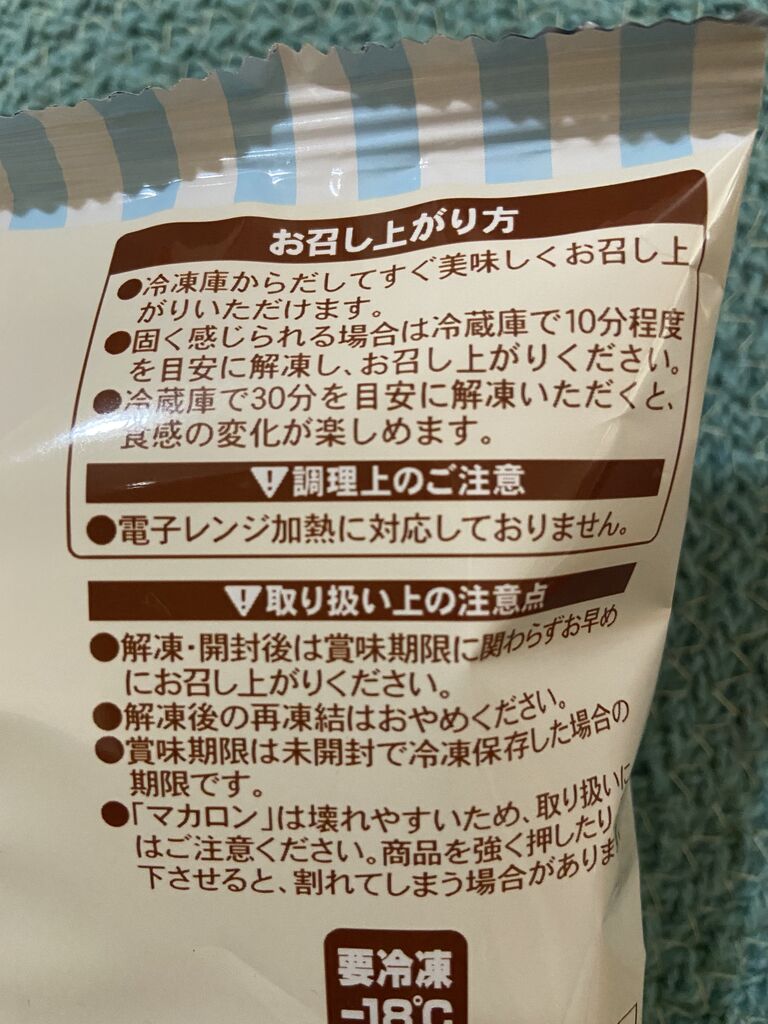 お召し上がり方
●冷凍庫からだしてすぐ美味しくお召し上
がりいただけます。
●固く感じられる場合は冷蔵庫で10分程度
を目安に解凍し、お召し上がりください。
●冷蔵庫で30分を目安に解凍いただくと、
食感の変化が楽しめます。
調理上のご注意
●電子レンジ加熱に対応しておりません。
取り扱い上の注意点
●解凍・開封後は賞味期限に関わらずお早め
にお召し上がりください。
●解凍後の再凍結はおやめください。
●賞味期限は未開封で冷凍保存した場合の
期限です。
●「マカロン」は壊れやすいため、取り扱いに
はご注意ください。商品を強く押したり
下させると、割れてしまう場合がありま
要冷凍
-18℃